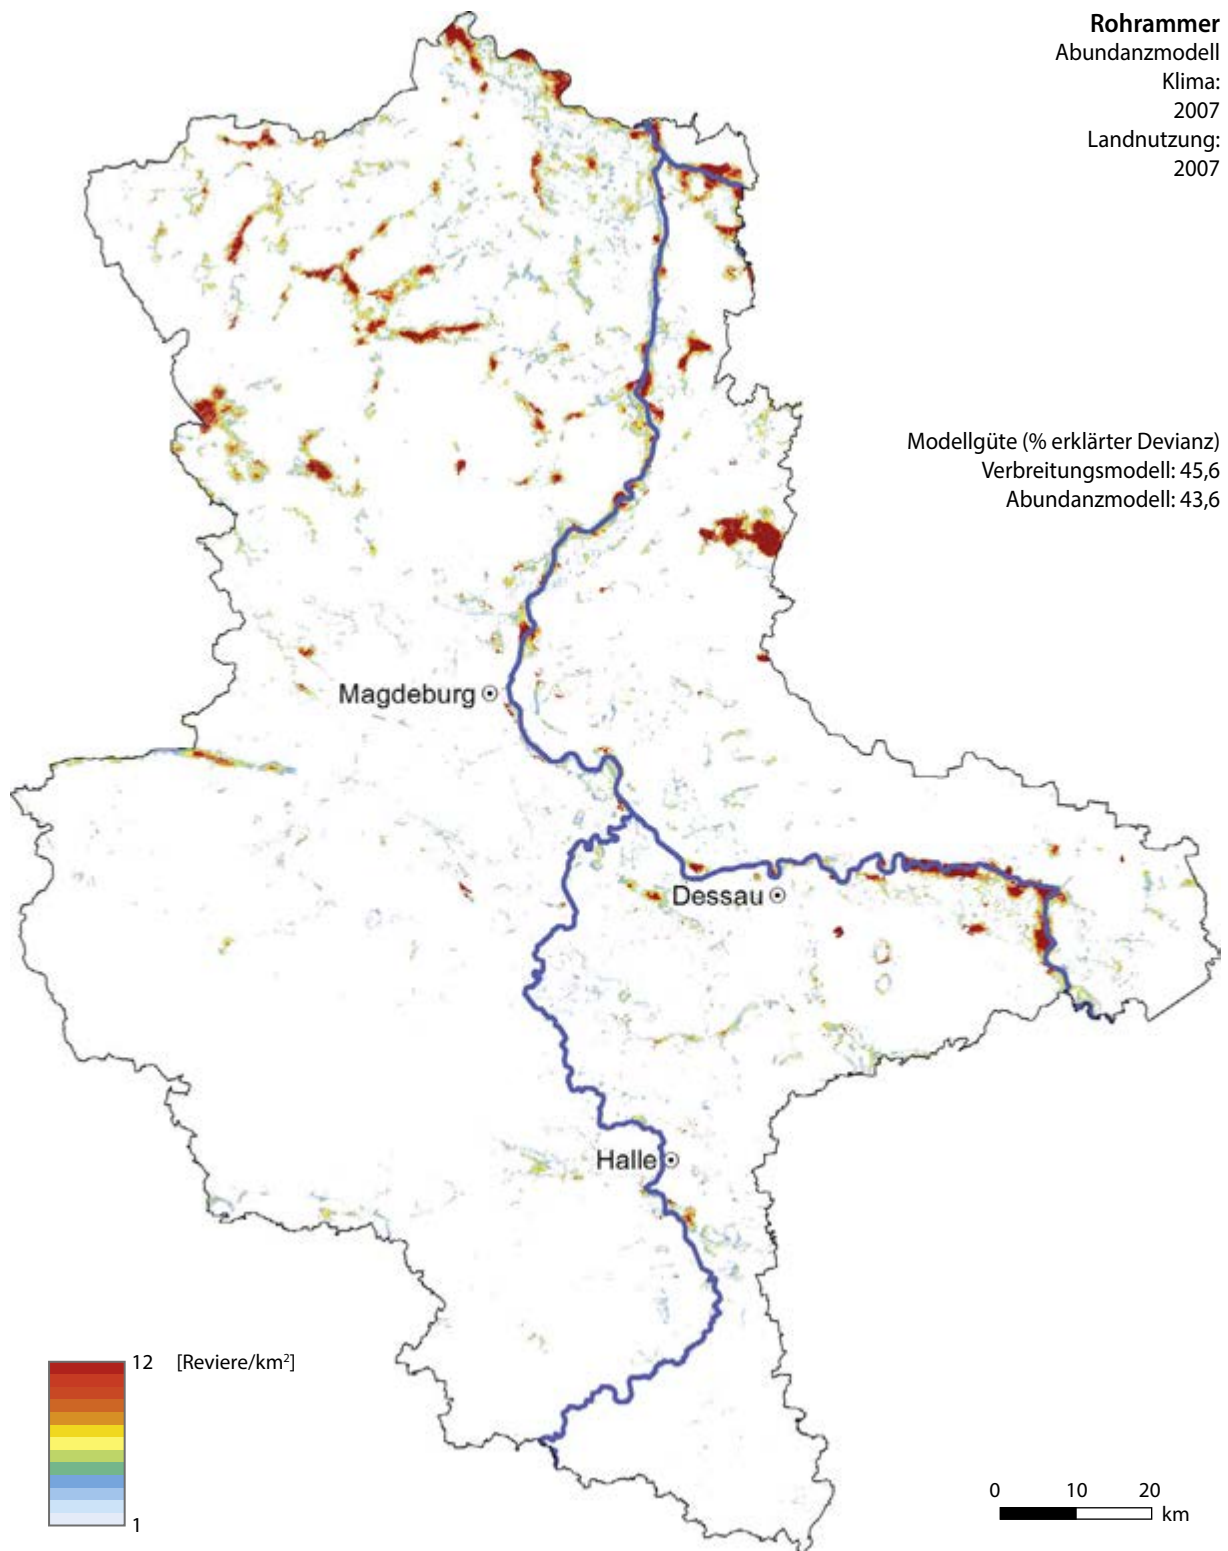 Rohrammer
Abundanzmodell
Klima:
2007
Landnutzung:
2007
Modellgüte (% erklärter Devianz)
Verbreitungsmodell: 45,6
Abundanzmodell: 43,6
Magdeburg
Dessau
Halle
12 [Reviere/km²]
1
0 10 20
km